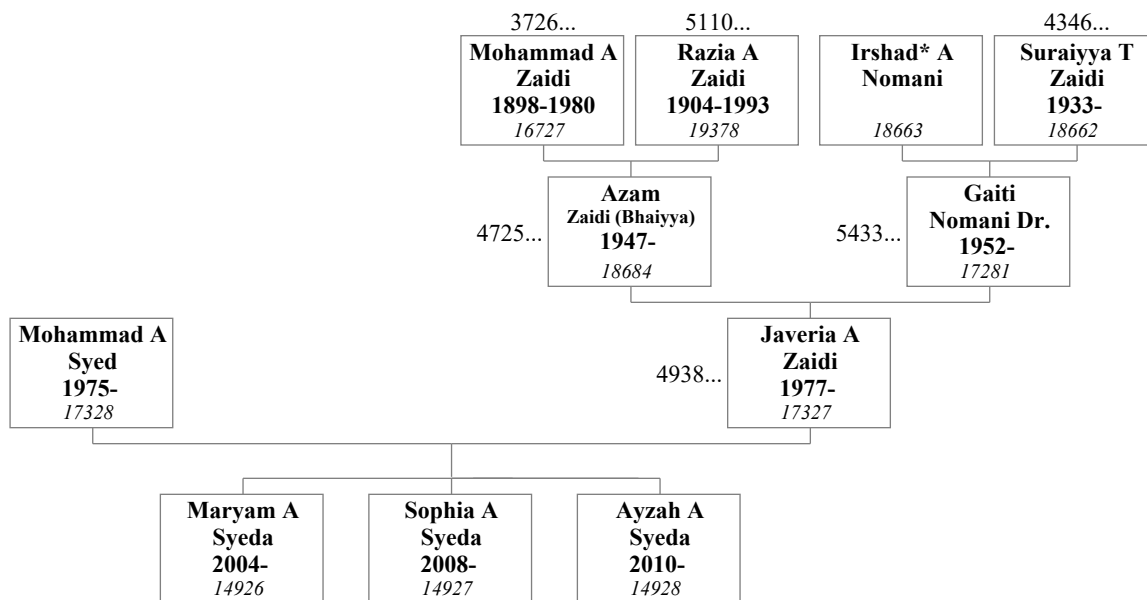 3726...
5110...
4346...
Mohammad A
Zaidi
1898-1980
16727
Razia A
Zaidi
1904-1993
19378
Irshad* A
Nomani
18663
Suraiyya T
Zaidi
1933-
18662
4725...
Azam
Zaidi (Bhaiyya)
1947-
18684
5433...
Gaiti
Nomani Dr.
1952-
17281
Mohammad A
Syed
1975-
17328
4938...
Javeria A
Zaidi
1977-
17327
Maryam A
Syeda
2004-
14926
Sophia A
Syeda
2008-
14927
Ayzah A
Syeda
2010-
14928